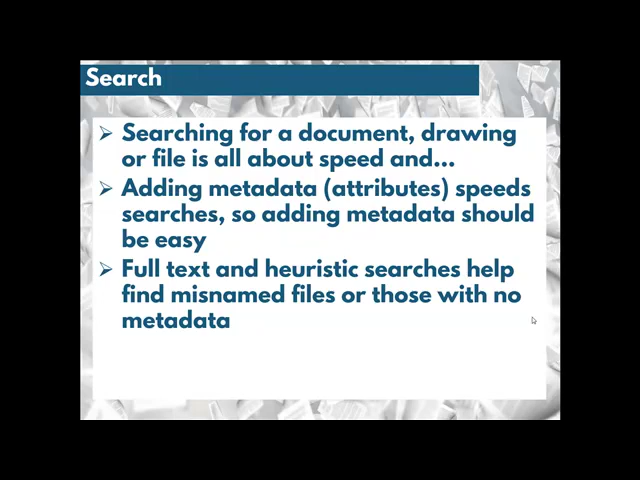 Search
➢ Searching for a document, drawing
or file is all about speed and...
➢ Adding metadata (attributes) speeds
searches, so adding metadata should
be easy
➢ Full text and heuristic searches help
find misnamed files or those with no
metadata